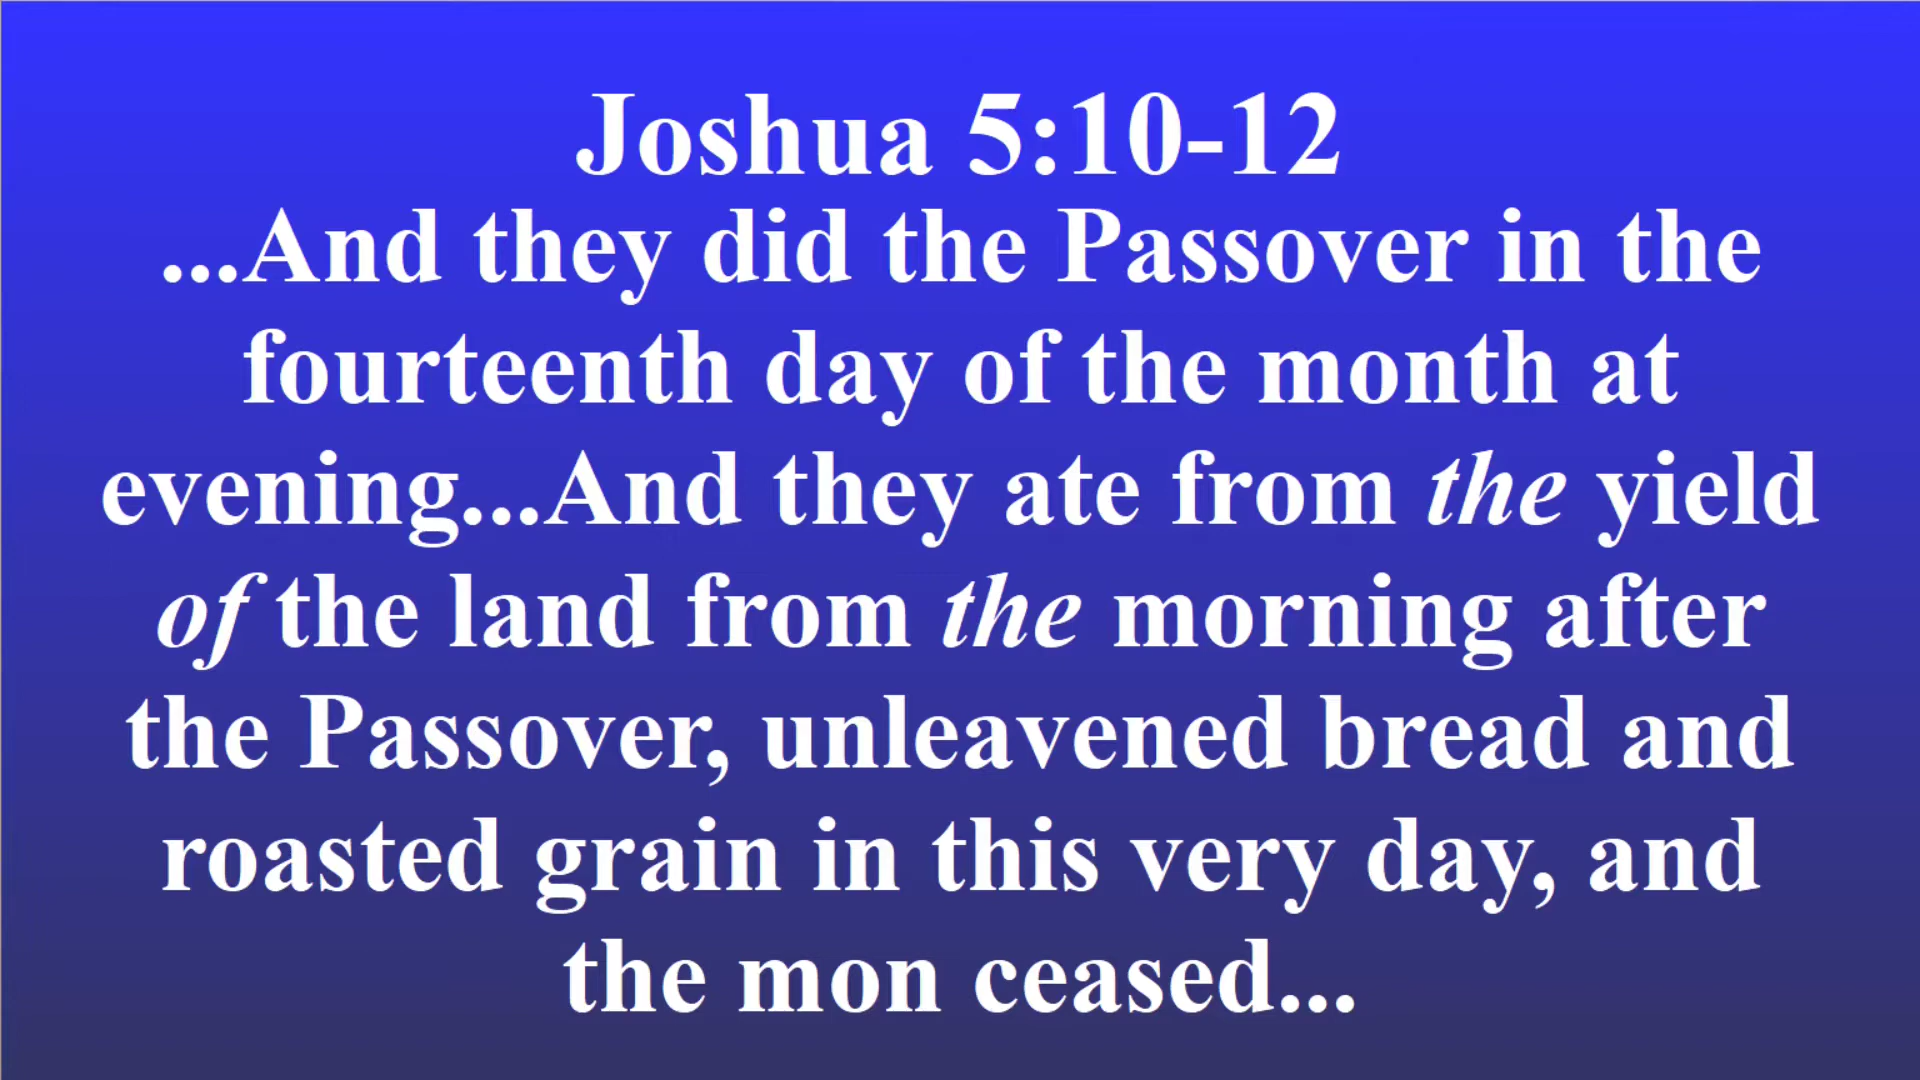 Joshua 5:10-12
...And they did the Passover in the
fourteenth day of the month at
evening...And they ate from the yield
of the land from the morning after
the Passover, unleavened bread and
roasted grain in this very day, and
the mon ceased...